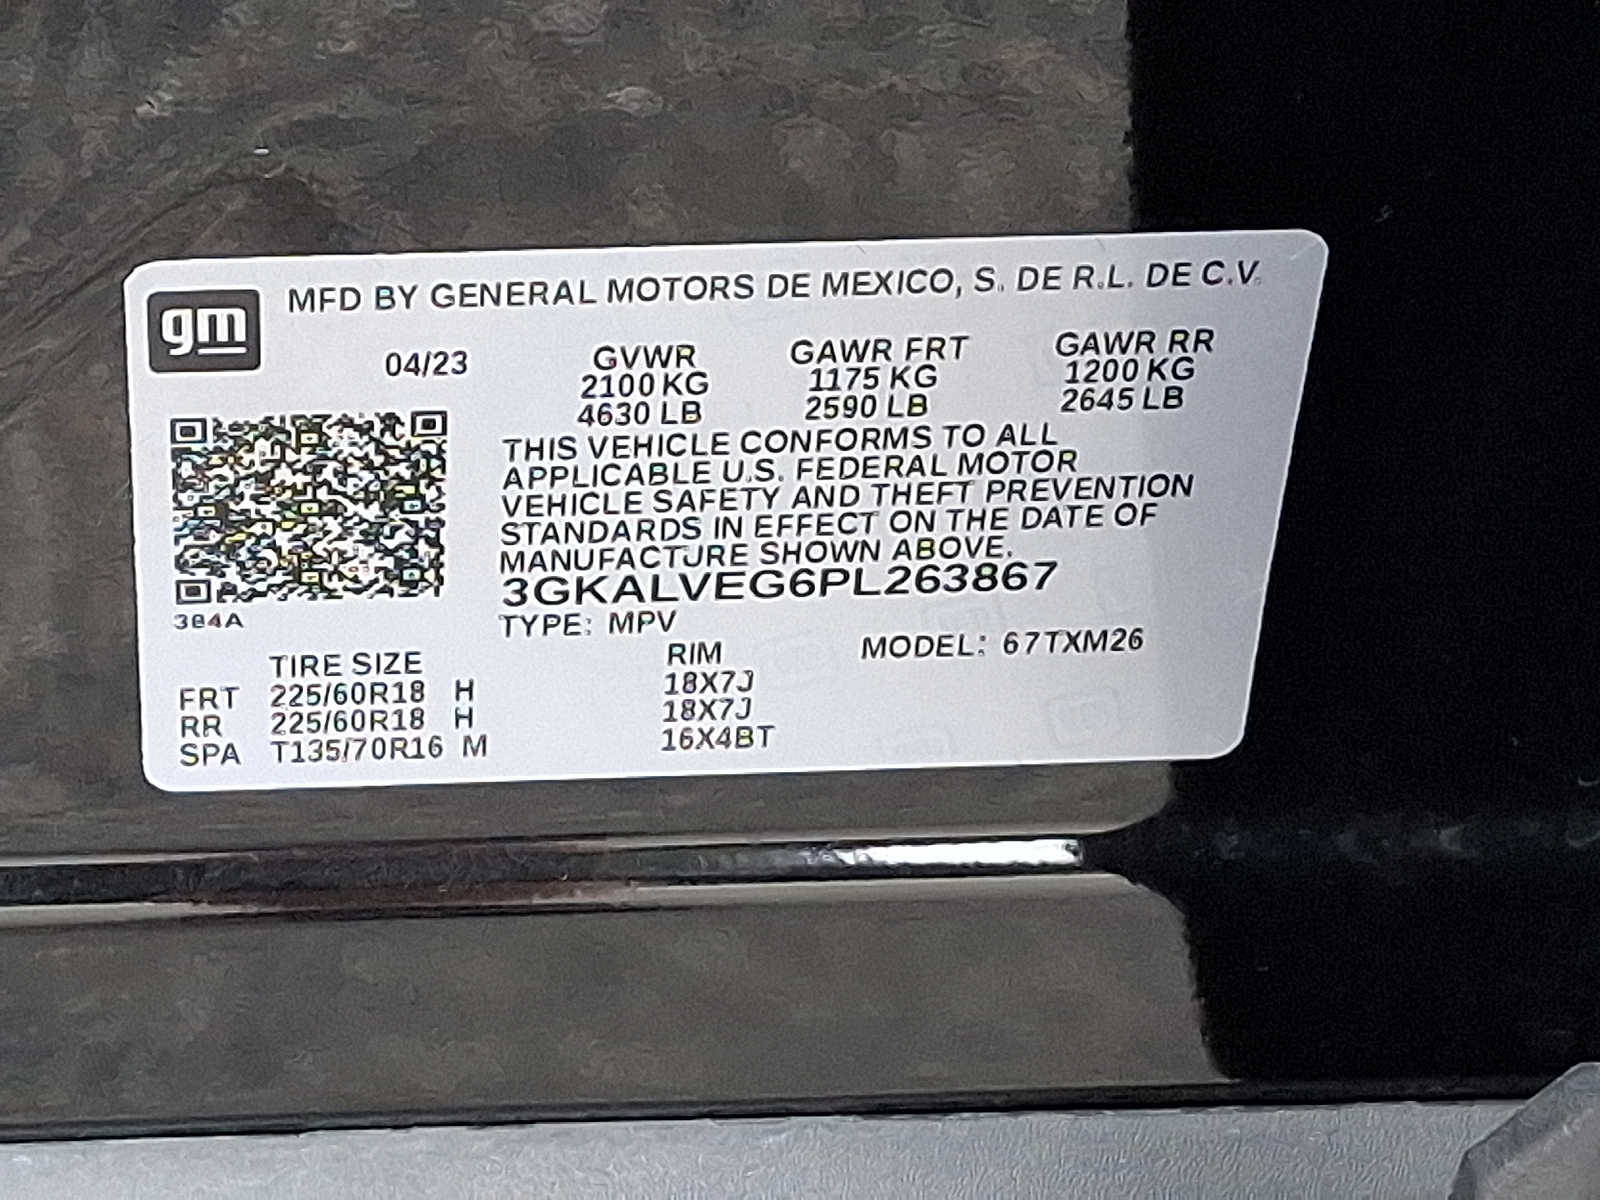 gm
MFD BY GENERAL MOTORS DE MEXICO, S. DE R.L. DE C.V.
04/23 GVWR GAWR FRT GAWR RR
2100 KG 1175 KG 1200 KG
4630 LB 2590 LB 2645 LB
THIS VEHICLE CONFORMS TO ALL
APPLICABLE U.S. FEDERAL MOTOR
VEHICLE SAFETY AND THEFT PREVENTION
STANDARDS IN EFFECT ON THE DATE OF
MANUFACTURE SHOWN ABOVE.
3GKALVEG6PL263867
TYPE: MPV
MODEL: 67TXM26
TIRE SIZE RIM
FRT 225/60R18 H 18X7J
RR 225/60R18 H 18X7J
SPA T135/70R16 M 16X4BT